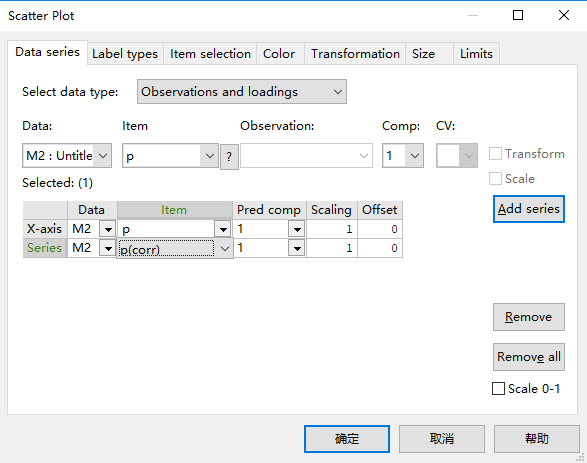 Scatter Plot
Data series Label types Item selection Color Transformation Size Limits
Select data type: Observations and loadings
Data: Item Observation: Comp: CV:
M2 : Untitle p ? 1 Transform
Selected: (1) Scale
Data Item Pred comp Scaling Offset Add series
X-axis M2 p 1 1 0
Series M2 p(corr) 1 1 0
Remove
Remove all
Scale 0-1
确定 取消 帮助